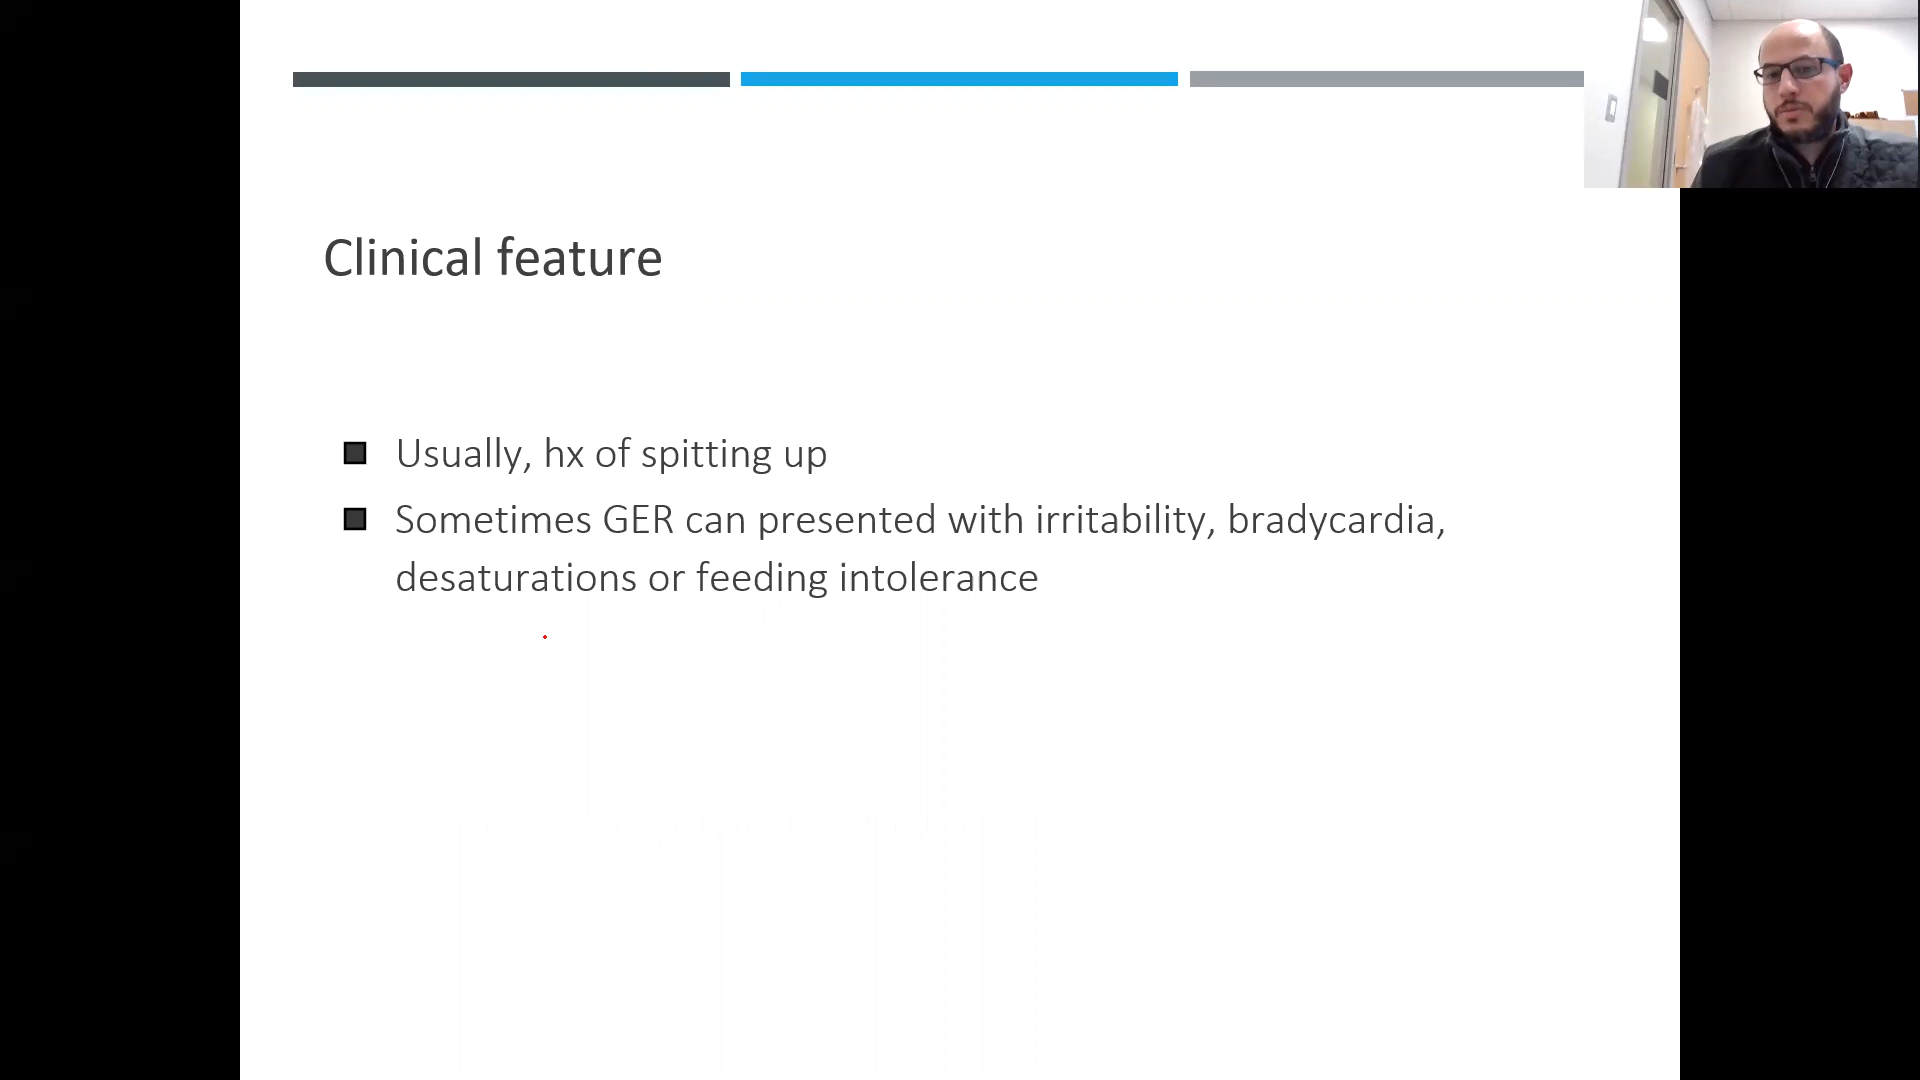 Clinical feature
Usually, hx of spitting up
Sometimes GER can presented with irritability, bradycardia,
desaturations or feeding intolerance